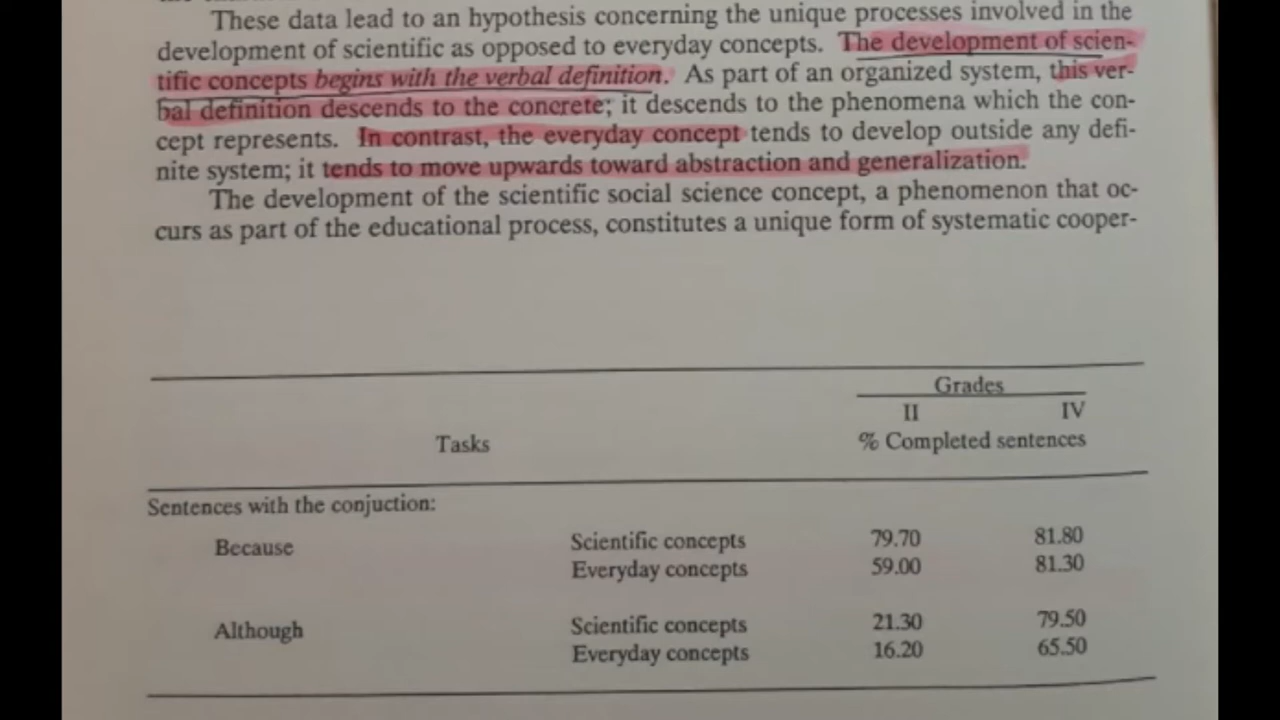 These data lead to an hypothesis concerning the unique processes involved in the
development of scientific as opposed to everyday concepts. The development of scien-
tific concepts begins with the verbal definition. As part of an organized system, this ver-
bal definition descends to the concrete; it descends to the phenomena which the con-
cept represents. In contrast, the everyday concept tends to develop outside any defi-
nite system; it tends to move upwards toward abstraction and generalization.
The development of the scientific social science concept, a phenomenon that oc-
curs as part of the educational process, constitutes a unique form of systematic cooper-
Grades
II IV
Tasks % Completed sentences
Sentences with the conjuction:
Because Scientific concepts 79.70 81.80
Everyday concepts 59.00 81.30
Although Scientific concepts 21.30 79.50
Everyday concepts 16.20 65.50